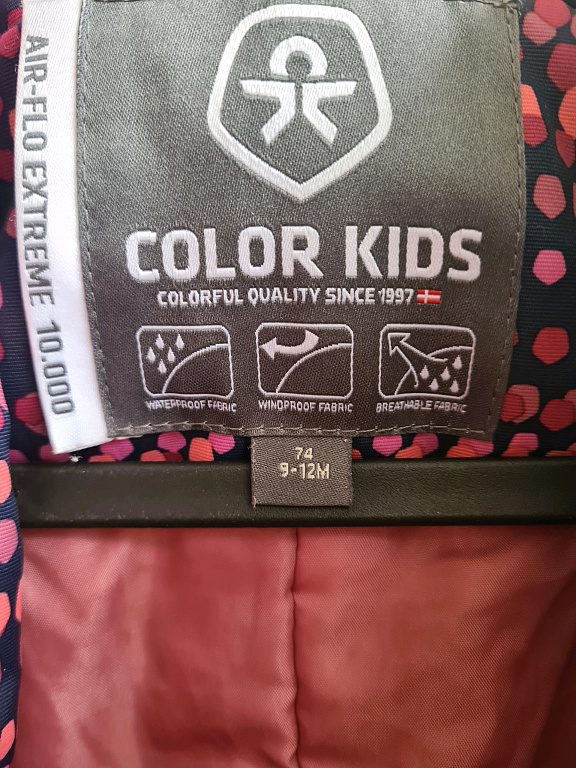 AIR-FLO EXTREME 10.000
COLOR KIDS
COLORFUL QUALITY SINCE 1997
WATERPROOF FABRIC
WINDPROOF FABRIC
BREATHABLE FABRIC
74
9-12M